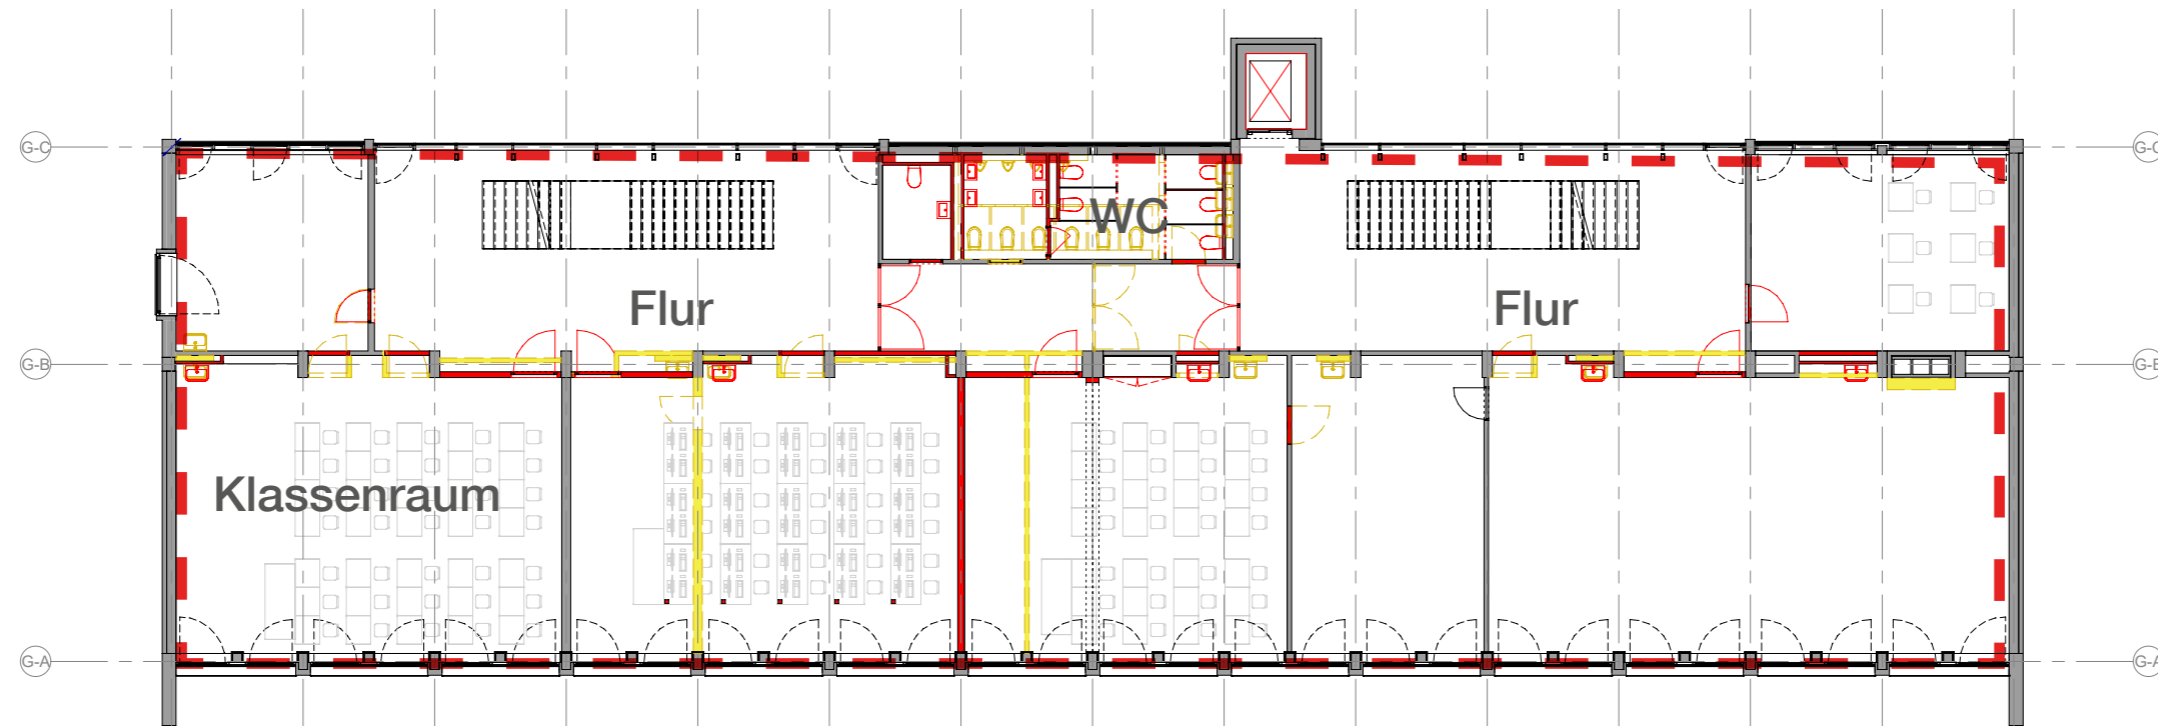 G-C
G-C
WC
Flur
Flur
G-B
G-B
Klassenraum
G-A
G-A